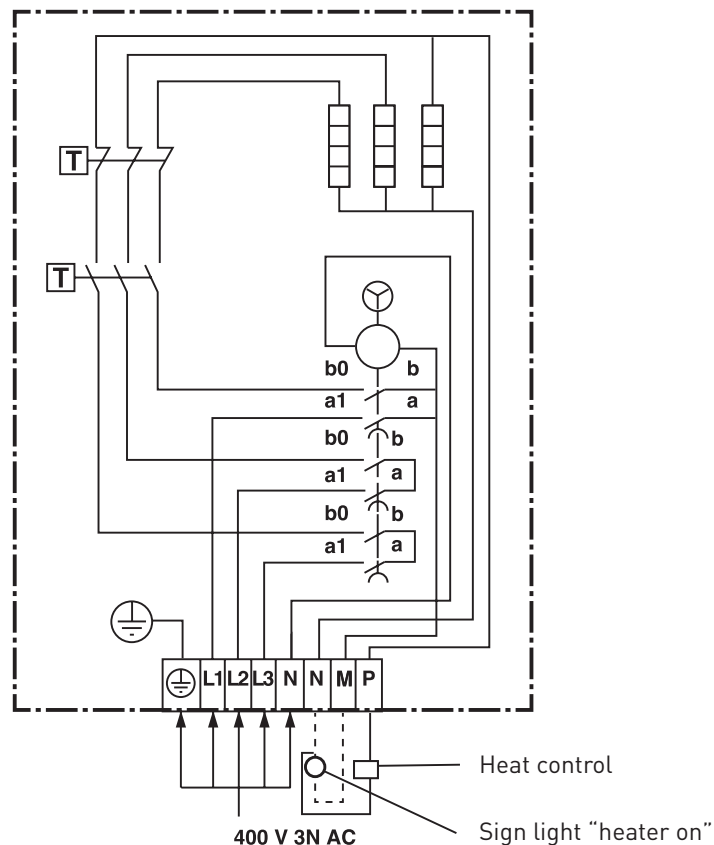 T
T
b0 b
a1 a
b0 b
a1 a
b0 b
a1 a
L1 L2 L3 N N M P
Heat control
400 V 3N AC
Sign light “heater on”